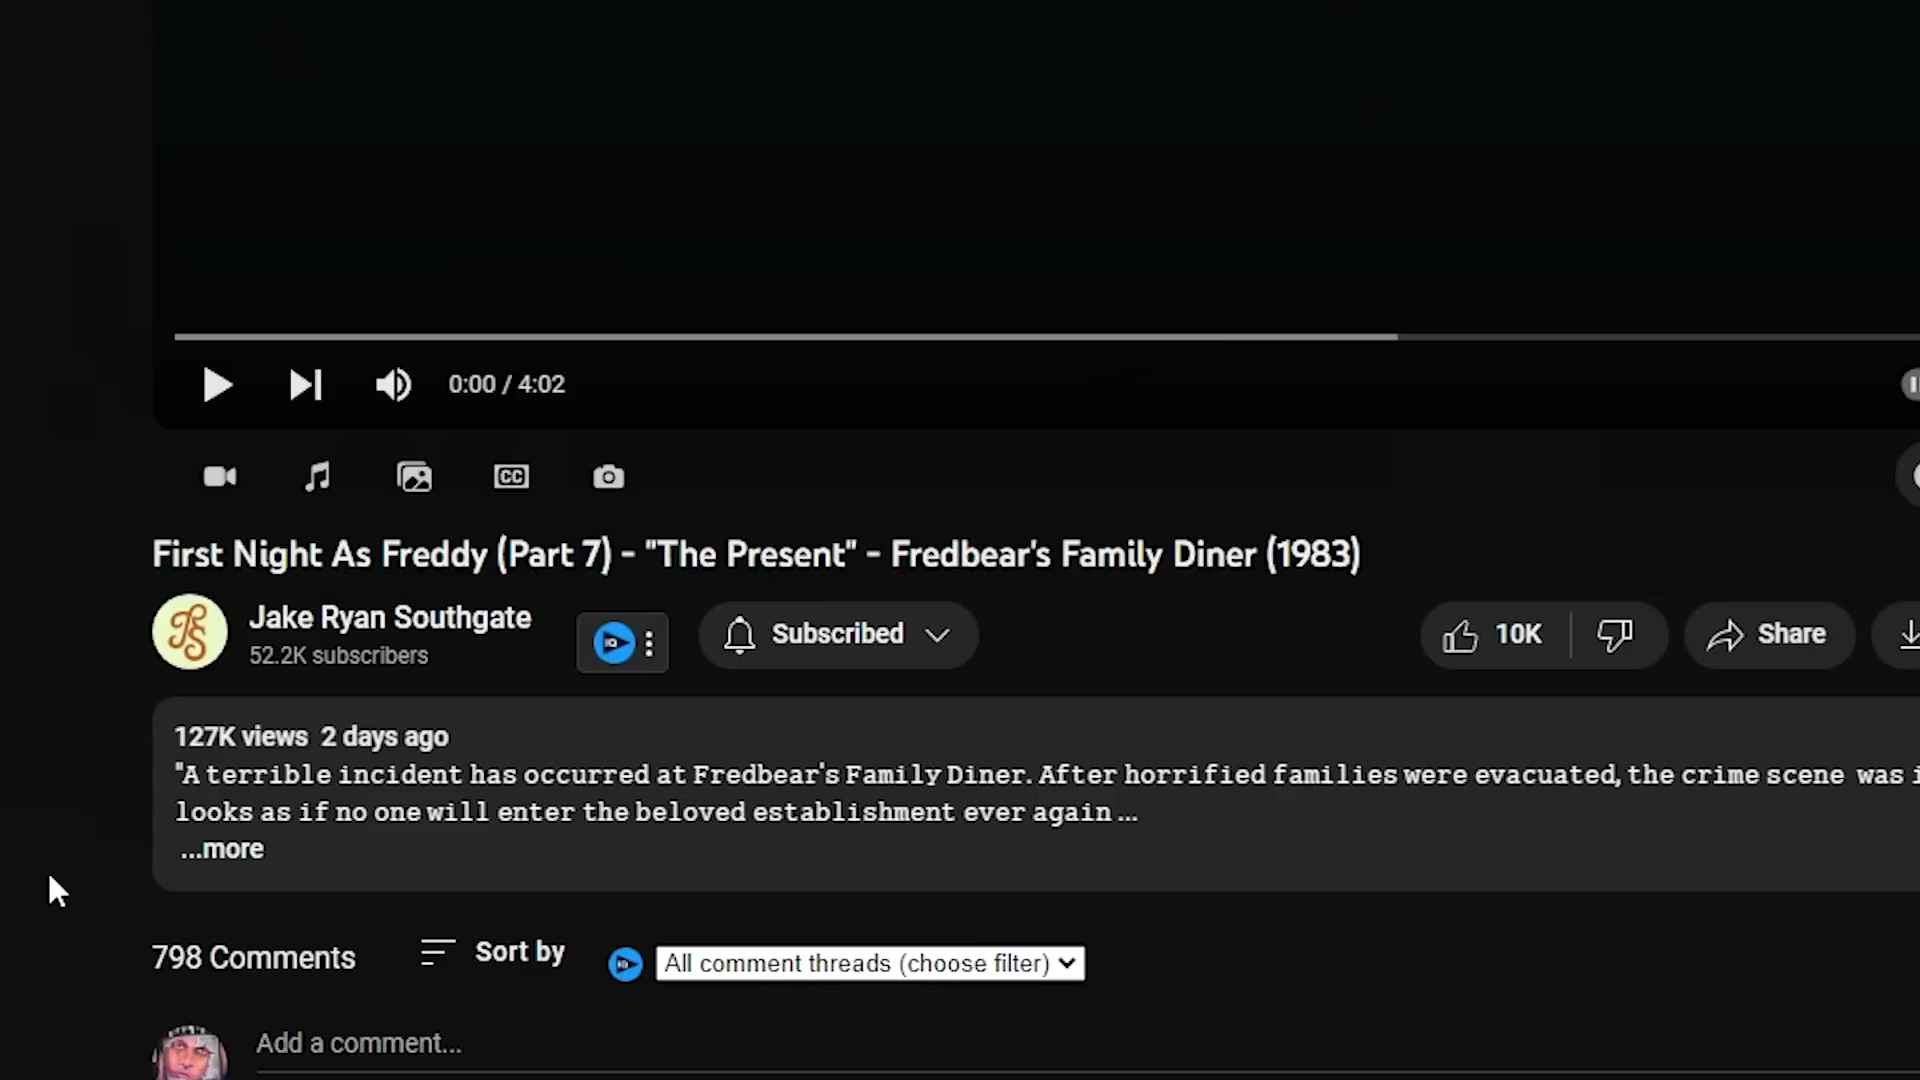 0:00 / 4:02
CC
First Night As Freddy (Part 7) - "The Present" - Fredbear's Family Diner (1983)
Jake Ryan Southgate
52.2K subscribers
Subscribed
10K
Share
127K views 2 days ago
"A terrible incident has occurred at Fredbear's Family Diner. After horrified families were evacuated, the crime scene was
looks as if no one will enter the beloved establishment ever again ...
...more
798 Comments
Sort by
All comment threads (choose filter)
Add a comment...